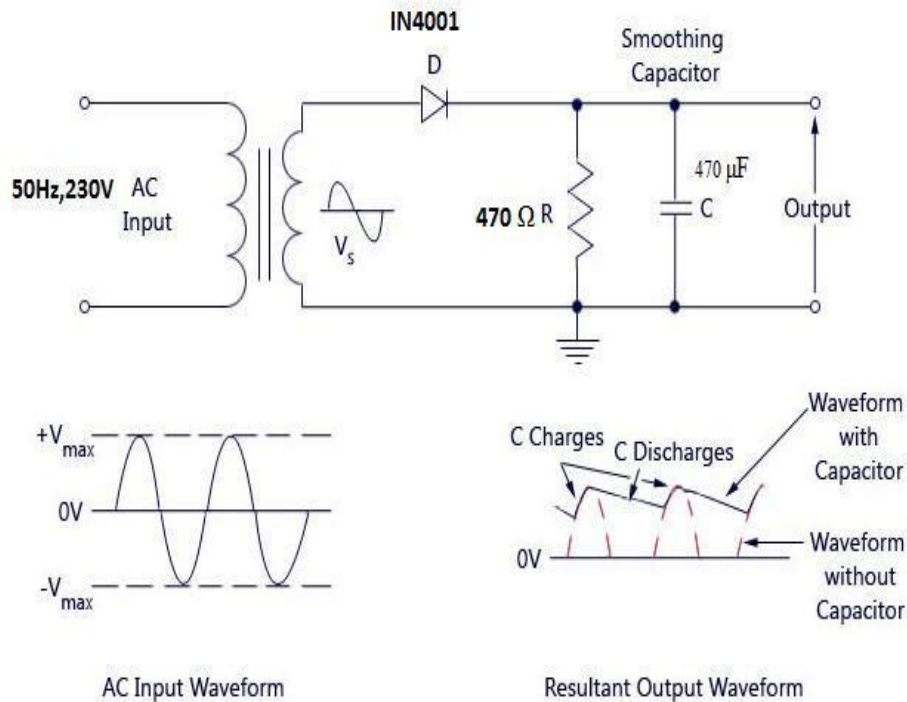 IN4001
D
Smoothing
Capacitor
50Hz,230V
AC
Input
Vs
470 Ω R
470 µF
C
Output
+Vmax
0V
-Vmax
AC Input Waveform
C Charges
C Discharges
Waveform
with
Capacitor
0V
Waveform
without
Capacitor
Resultant Output Waveform